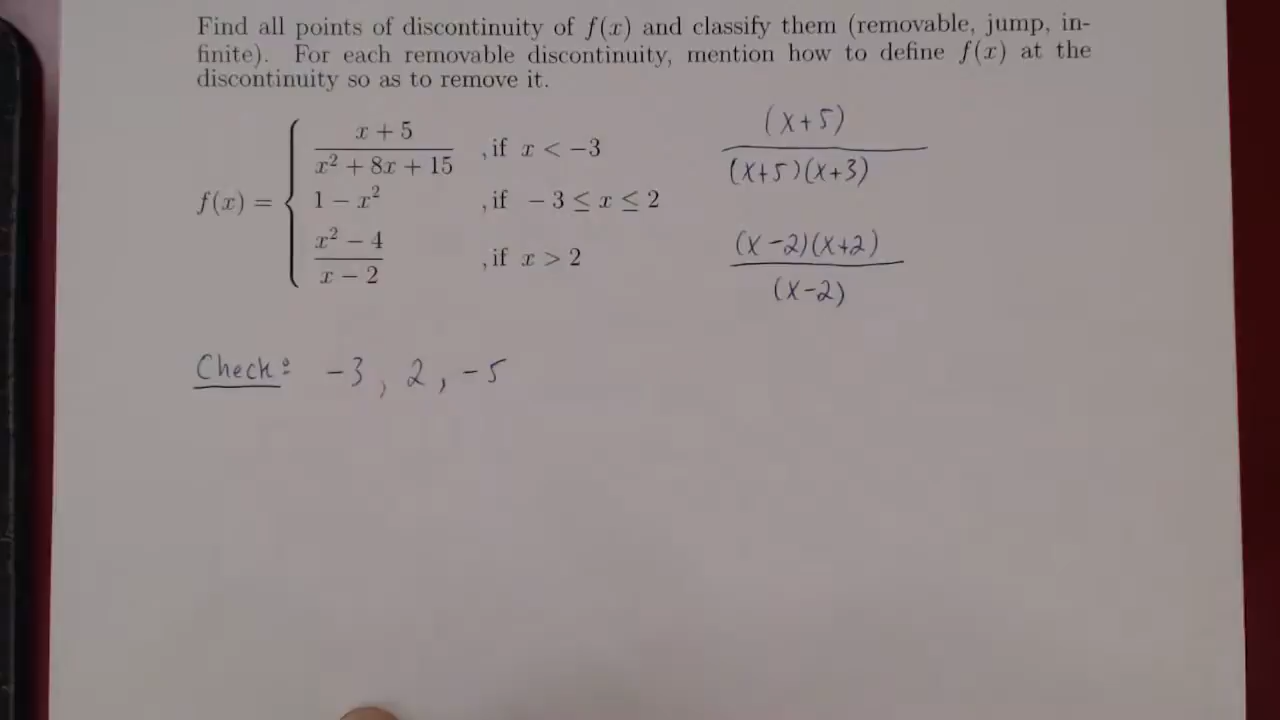 Find all points of discontinuity of f(x) and classify them (removable, jump, in-
finite). For each removable discontinuity, mention how to define f(x) at the
discontinuity so as to remove it.
f(x) = { (x + 5)/(x² + 8x + 15) , if x < −3
1 − x² , if − 3 ≤ x ≤ 2
(x² − 4)/(x − 2) , if x > 2
(x+5)
(x+5)(x+3)
(x-2)(x+2)
(x-2)
Check: -3, 2, -5